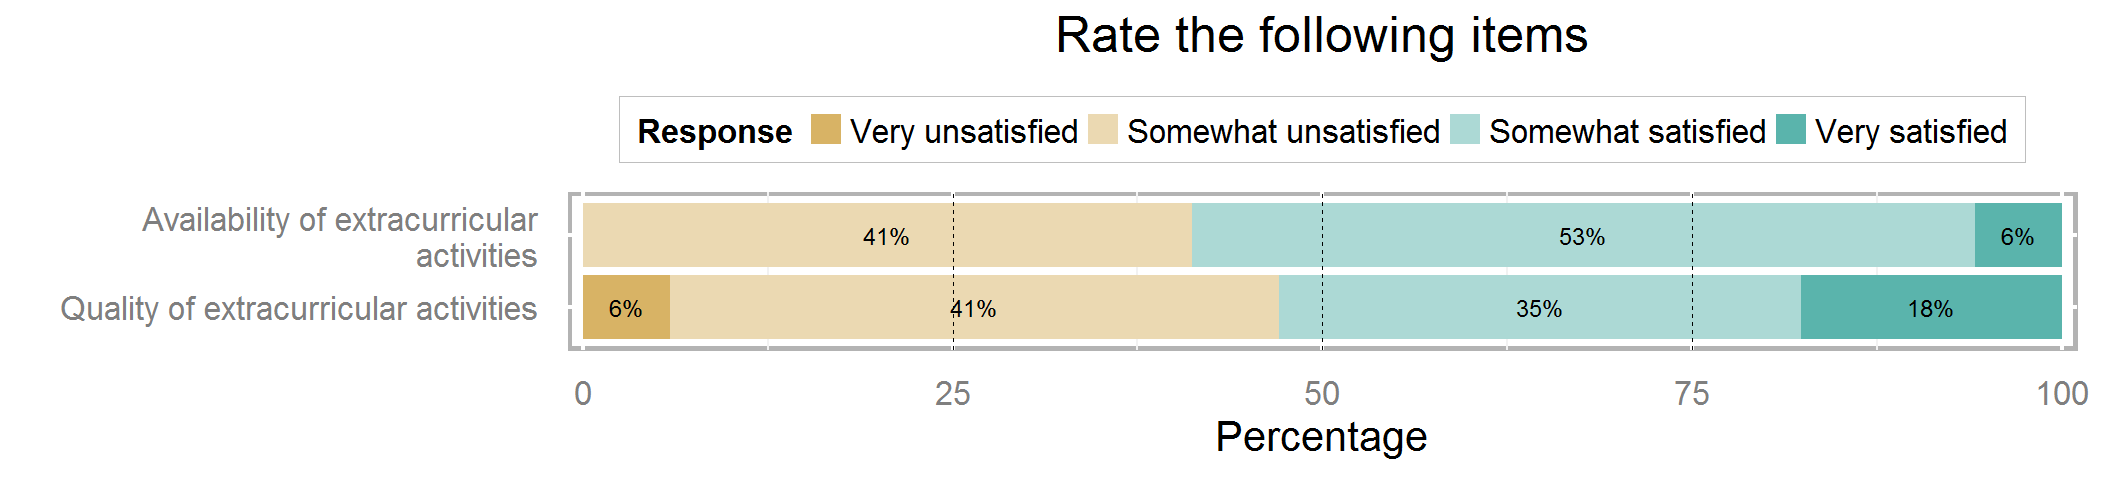 Rate the following items
Response Very unsatisfied Somewhat unsatisfied Somewhat satisfied Very satisfied
Availability of extracurricular
activities
41% 53% 6%
Quality of extracurricular activities
6% 41% 35% 18%
0 25 50 75 100
Percentage